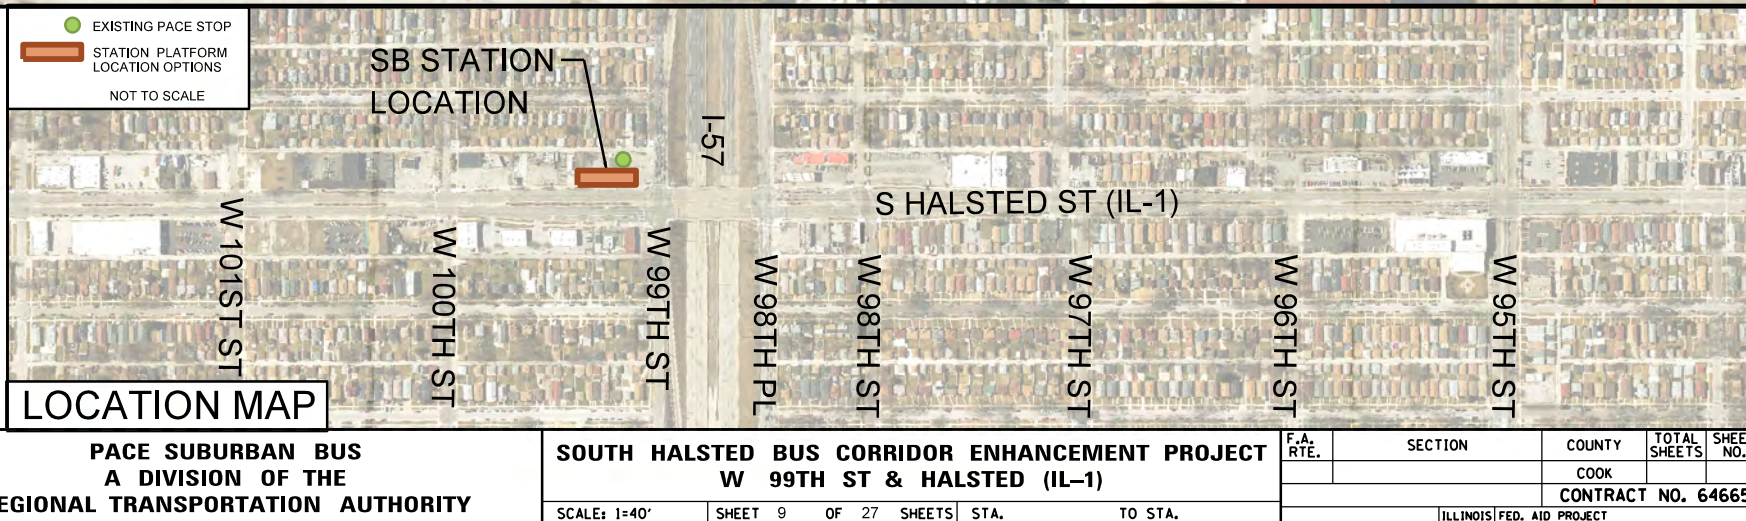 EXISTING PACE STOP
STATION PLATFORM
LOCATION OPTIONS
NOT TO SCALE
SB STATION
LOCATION
I-57
S HALSTED ST (IL-1)
W 101ST ST
W 100TH ST
W 99TH ST
W 98TH PL
W 98TH ST
W 97TH ST
W 96TH ST
W 95TH ST
LOCATION MAP
PACE SUBURBAN BUS
A DIVISION OF THE
EGIONAL TRANSPORTATION AUTHORITY
SOUTH HALSTED BUS CORRIDOR ENHANCEMENT PROJECT
W 99TH ST & HALSTED (IL-1)
SCALE: 1=40' SHEET 9 OF 27 SHEETS STA. TO STA.
F.A. RTE. SECTION COUNTY TOTAL SHEETS SHEE NO.
COOK
CONTRACT NO. 64665
ILLINOIS FED. AID PROJECT